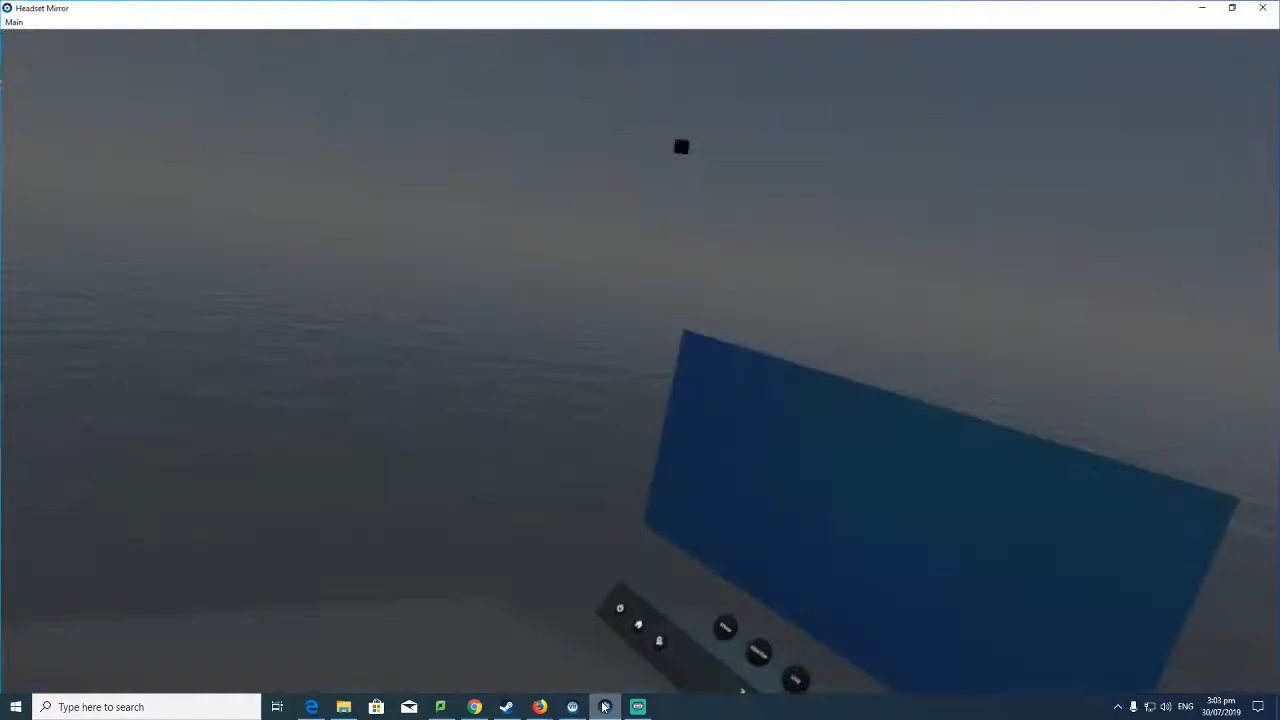 Headset Mirror
Main
Type here to search
ENG
3:03 pm
30/07/2019